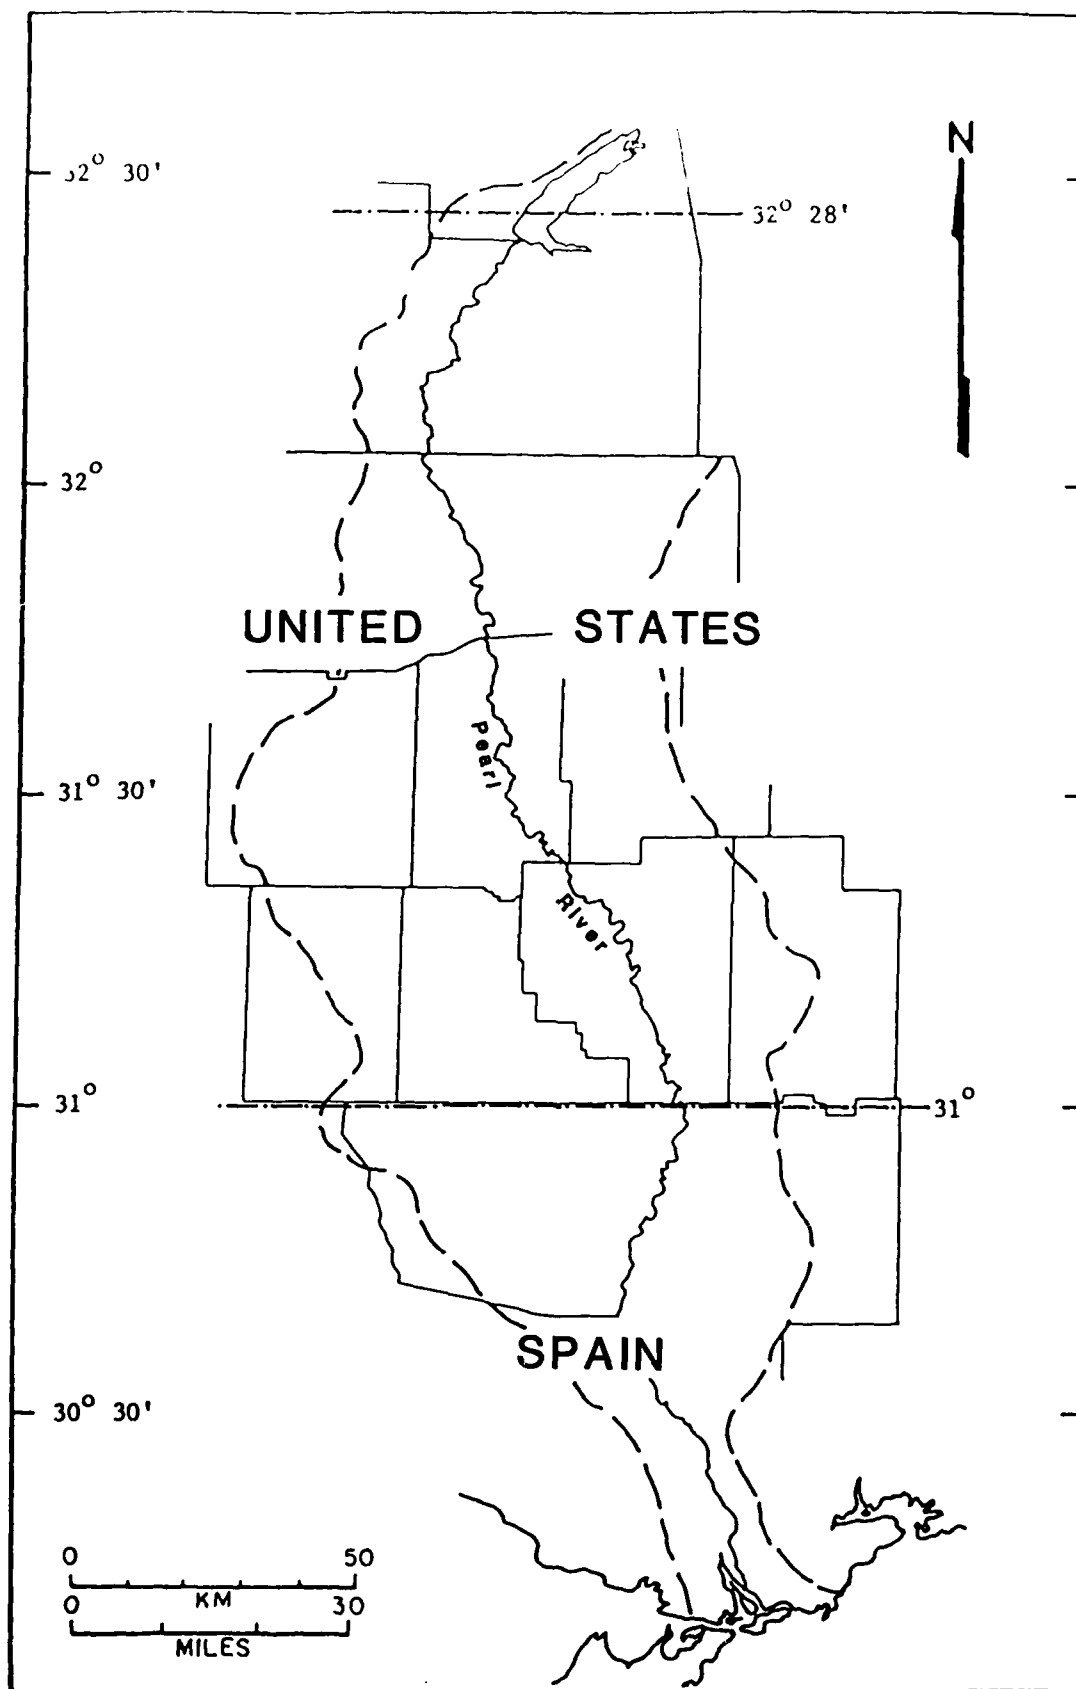 N
32° 30'
32° 28'
32°
UNITED STATES
Pearl
31° 30'
River
31°
31°
SPAIN
30° 30'
0 50
KM
0 30
MILES